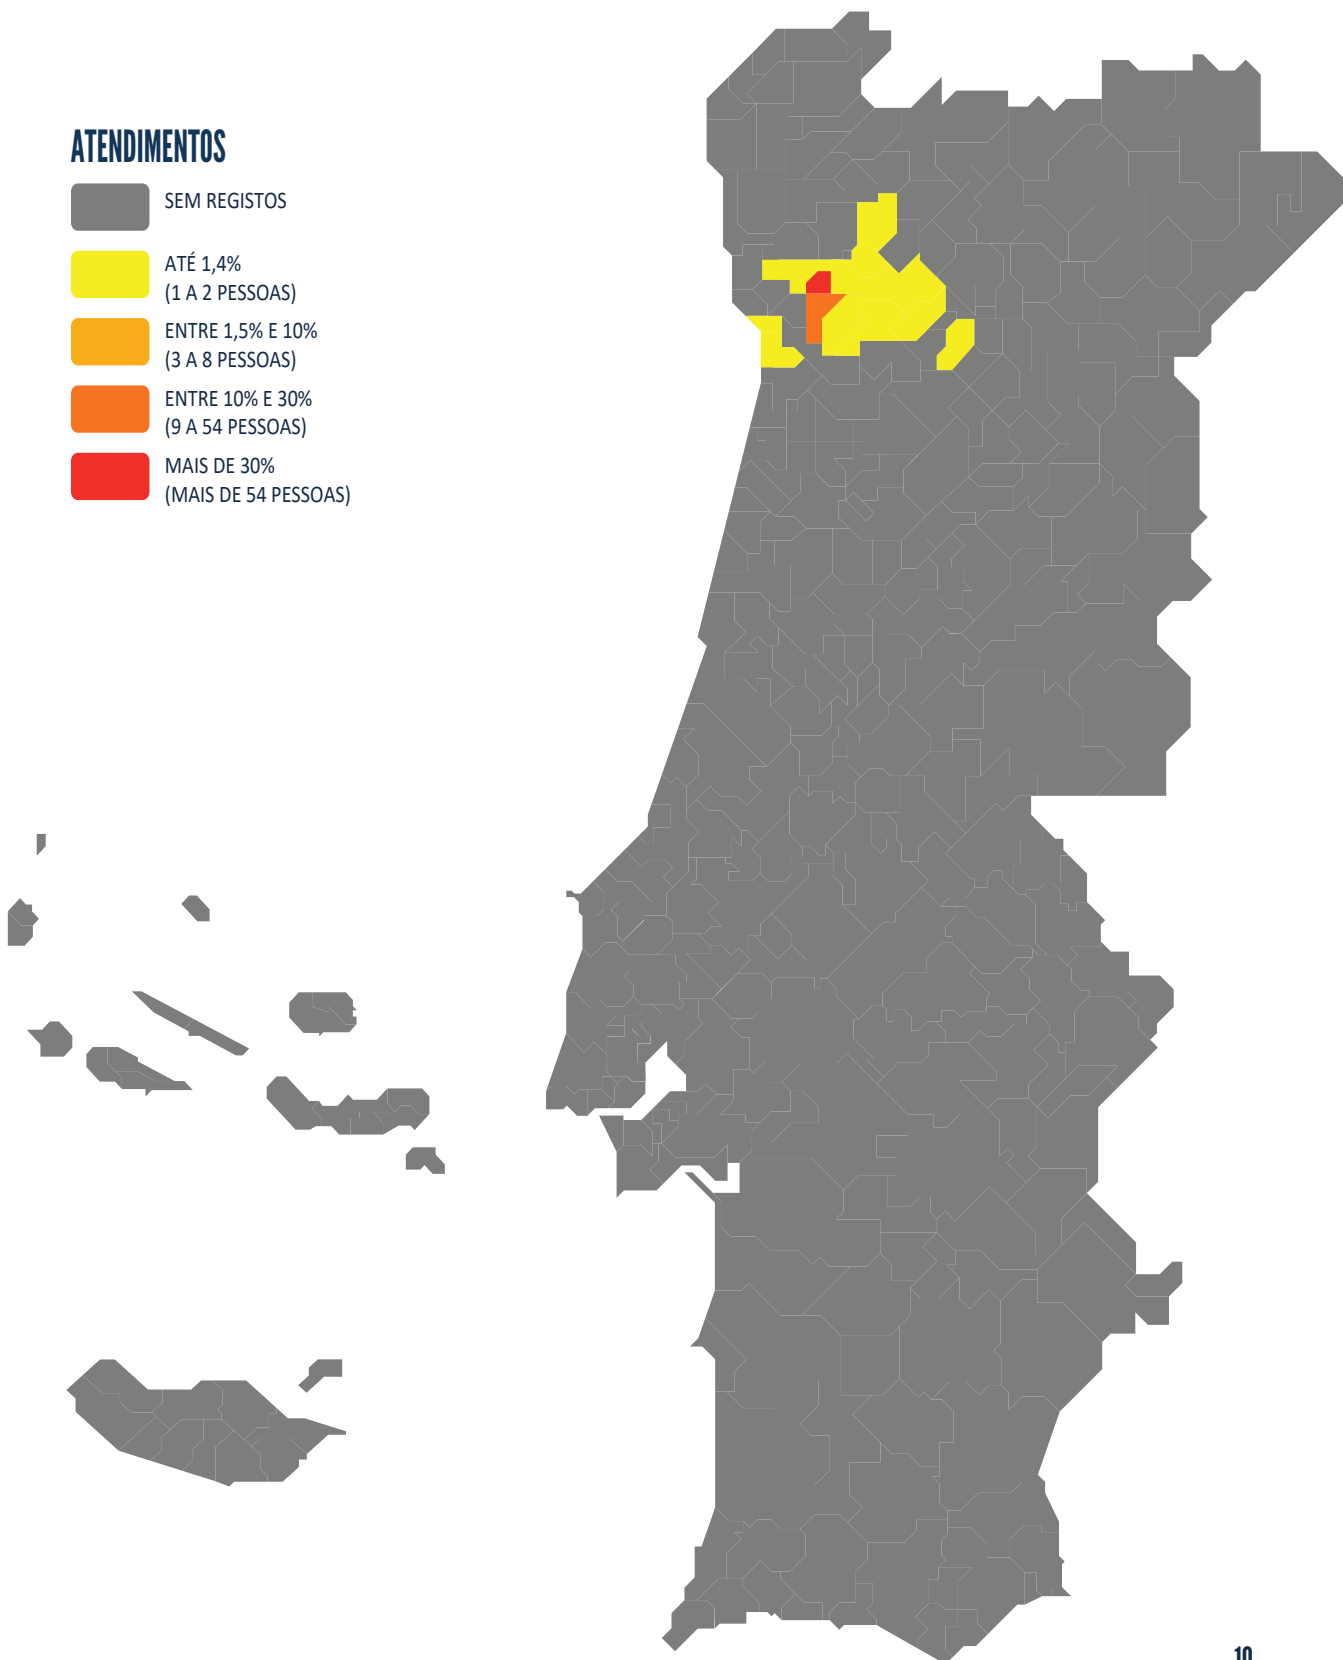 ATENDIMENTOS
SEM REGISTOS
ATÉ 1,4%
(1 A 2 PESSOAS)
ENTRE 1,5% E 10%
(3 A 8 PESSOAS)
ENTRE 10% E 30%
(9 A 54 PESSOAS)
MAIS DE 30%
(MAIS DE 54 PESSOAS)
10